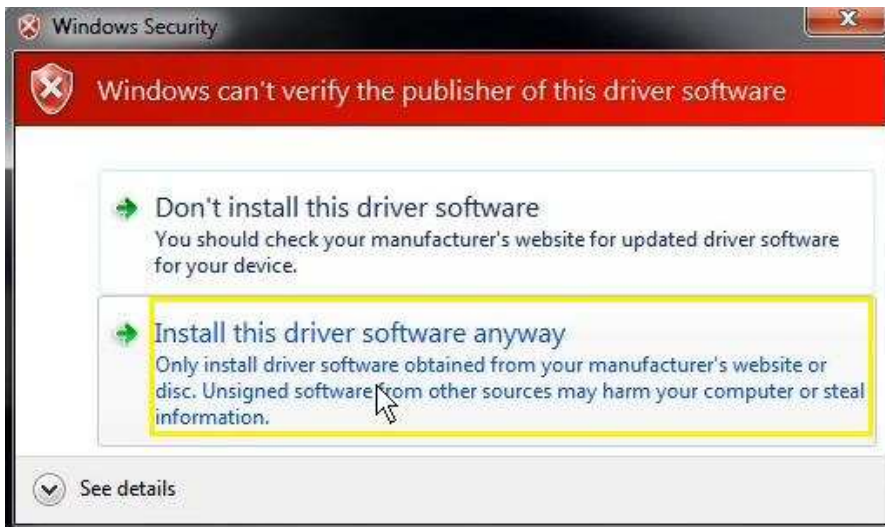 Windows Security
Windows can't verify the publisher of this driver software
Don't install this driver software
You should check your manufacturer's website for updated driver software
for your device.
Install this driver software anyway
Only install driver software obtained from your manufacturer's website or
disc. Unsigned software from other sources may harm your computer or steal
information.
See details